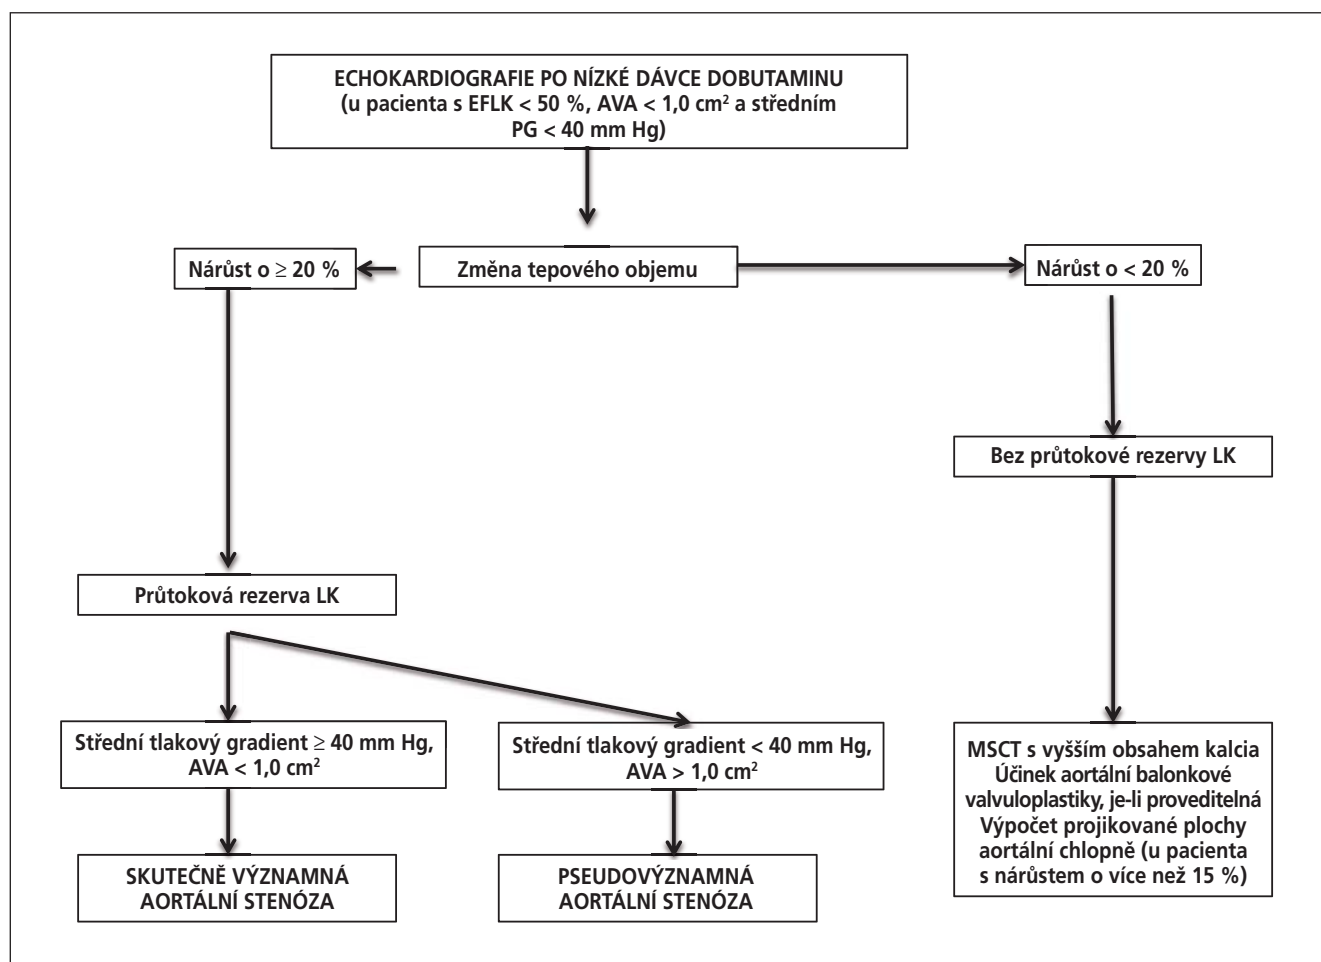 ECHOKARDIOGRAFIE PO NÍZKÉ DÁVCE DOBUTAMINU
(u pacienta s EFLK < 50 %, AVA < 1,0 cm² a středním
PG < 40 mm Hg)
Nárůst o ≥ 20 %
Změna tepového objemu
Nárůst o < 20 %
Bez průtokové rezervy LK
Průtoková rezerva LK
Střední tlakový gradient ≥ 40 mm Hg,
AVA < 1,0 cm²
Střední tlakový gradient < 40 mm Hg,
AVA > 1,0 cm²
MSCT s vyšším obsahem kalcia
Účinek aortální balonkové
valvuloplastiky, je-li proveditelná
Výpočet projikované plochy
aortální chlopně (u pacienta
s nárůstem o více než 15 %)
SKUTEČNĚ VÝZNAMNÁ
AORTÁLNÍ STENÓZA
PSEUDOVÝZNAMNÁ
AORTÁLNÍ STENÓZA